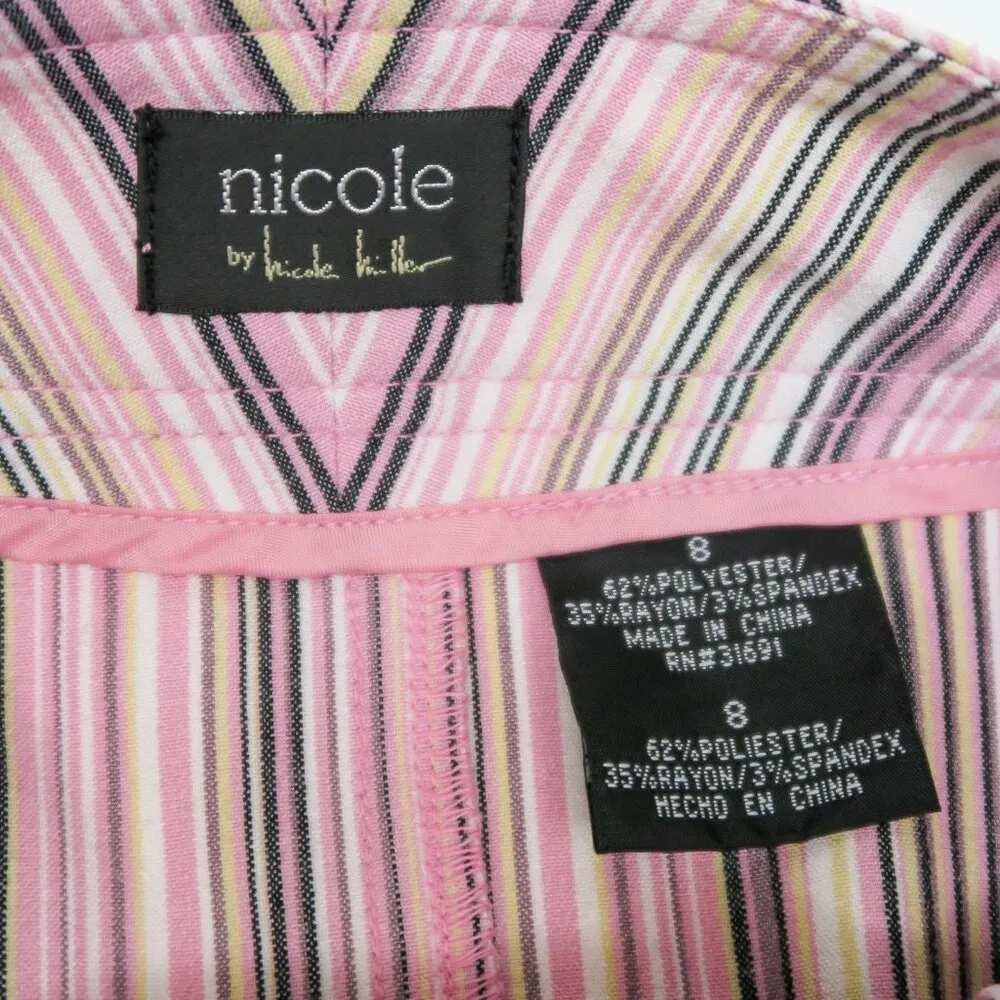 nicole
by nicole miller
8
62%POLYESTER/
35%RAYON/3%SPANDEX
MADE IN CHINA
RN#31691
8
62%POLIESTER/
35%RAYON/3%SPANDEX
HECHO EN CHINA